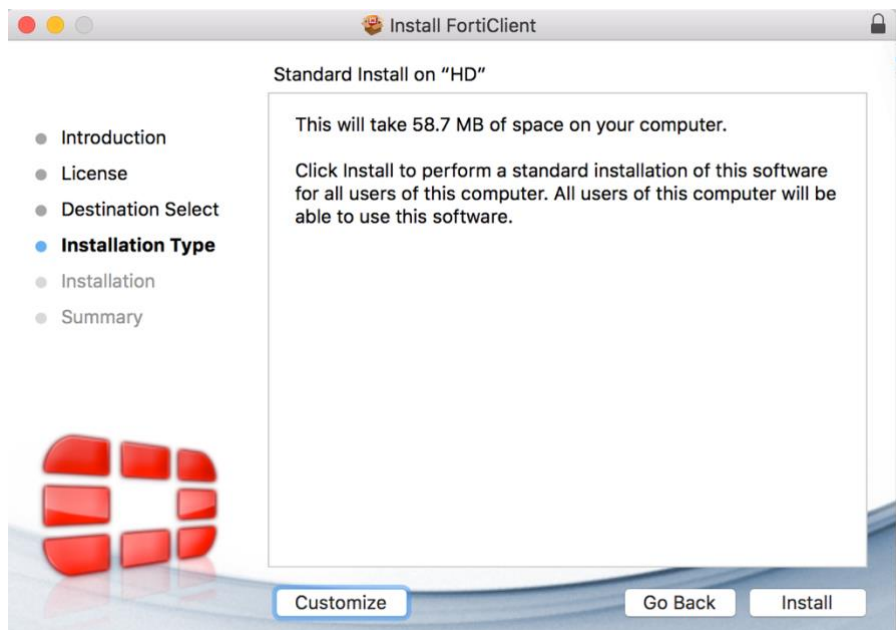 Install FortiClient
Standard Install on “HD”
Introduction
License
Destination Select
Installation Type
Installation
Summary
This will take 58.7 MB of space on your computer.
Click Install to perform a standard installation of this software
for all users of this computer. All users of this computer will be
able to use this software.
Customize
Go Back
Install